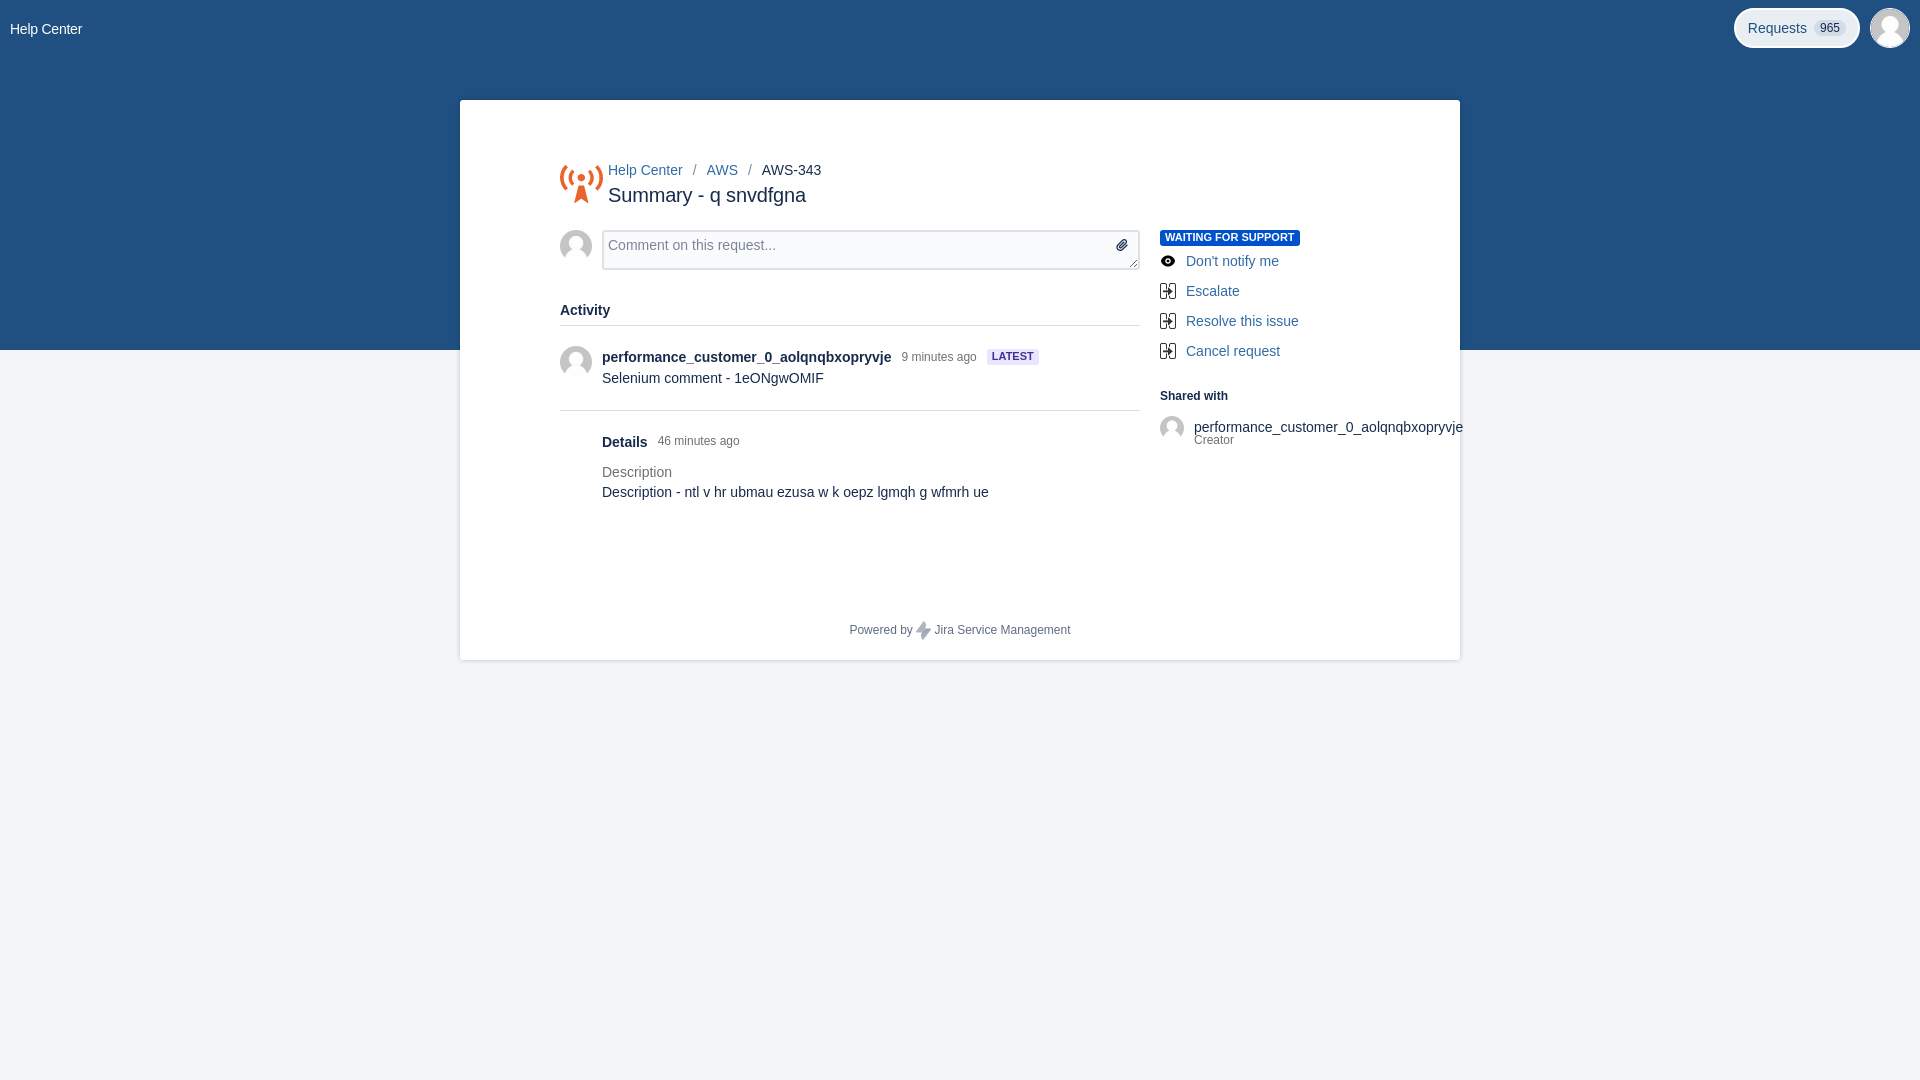 Help Center
Requests 965
Help Center / AWS / AWS-343
Summary - q snvdfgna
Comment on this request...
WAITING FOR SUPPORT
Don't notify me
Escalate
Resolve this issue
Cancel request
Activity
performance_customer_0_aolqnqbxopryvje 9 minutes ago LATEST
Selenium comment - 1eONgwOMIF
Shared with
performance_customer_0_aolqnqbxopryvje
Creator
Details 46 minutes ago
Description
Description - ntl v hr ubmau ezusa w k oepz lgmqh g wfmrh ue
Powered by Jira Service Management